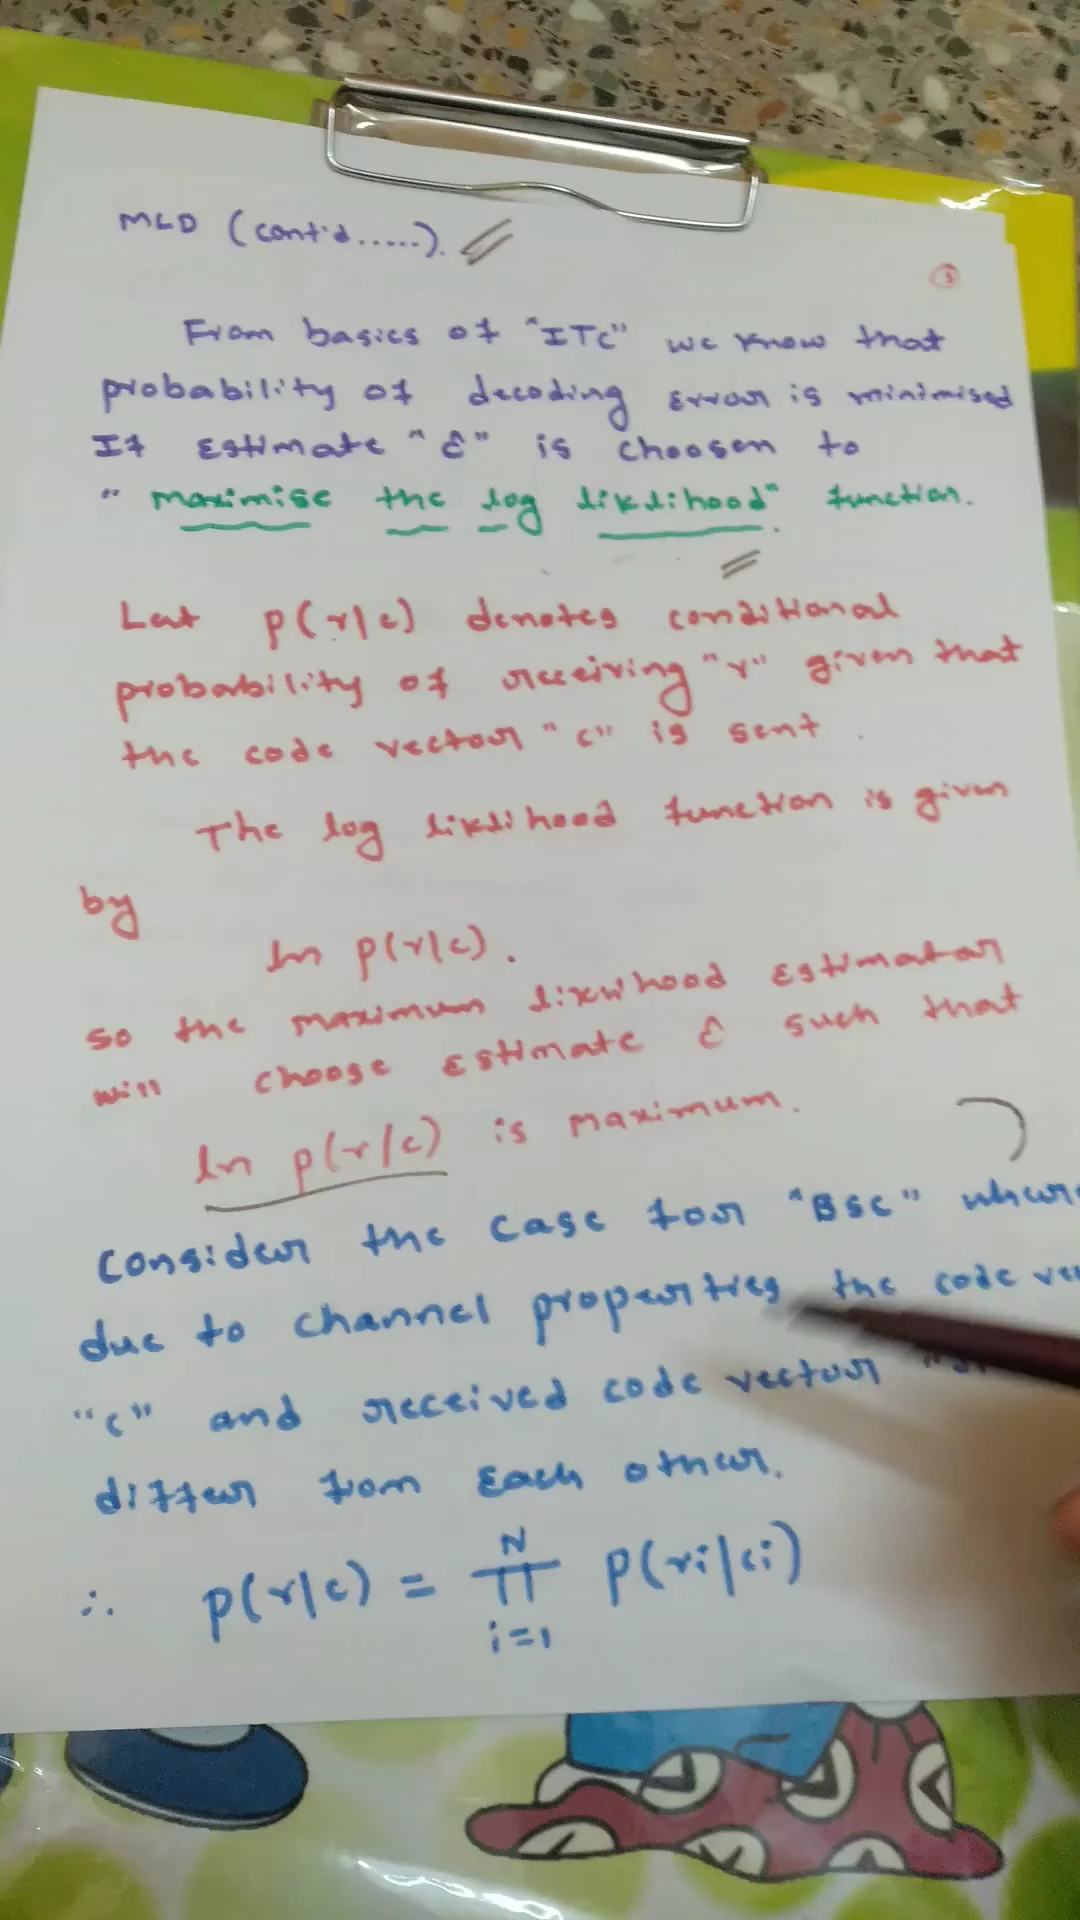 MLD (cont'd......).
3
From basics of "ITC" we know that
probability of decoding Error is minimised
If Estimate "ĉ" is choosen to
"maximise the log liklihood" function.
Let p(r/c) denotes conditional
probability of receiving "r" given that
the code vector "c" is sent.
The log liklihood function is given
by
ln p(r/c).
so the maximum liklihood Estimator
will choose Estimate ĉ such that
ln p(r/c) is maximum.
Consider the case for "BSC" where
due to channel properties the code
"c" and received code vector
differ from Each other.
∴ p(r/c) = N
∏ p(ri/ci)
i=1